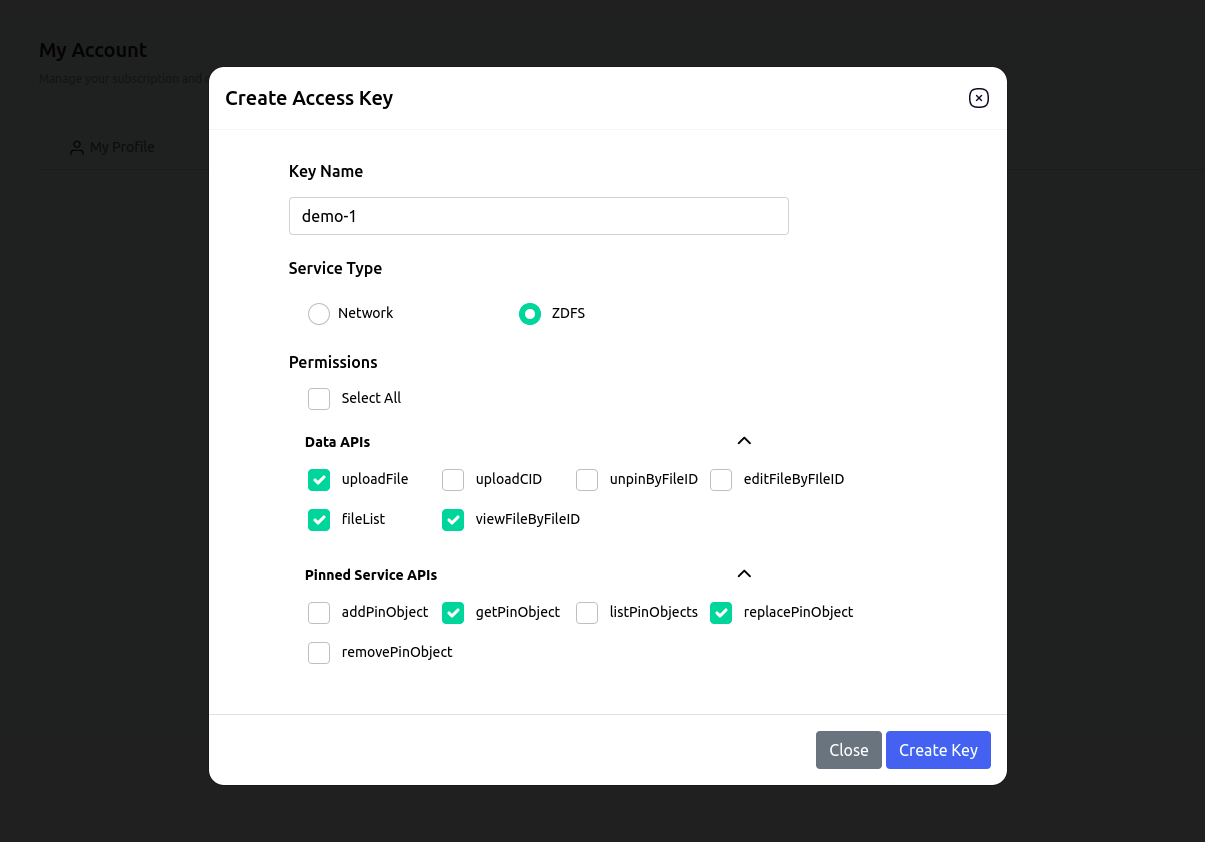 My Account
Manage your subscription and
Create Access Key
My Profile
Key Name
demo-1
Service Type
Network ZDFS
Permissions
Select All
Data APIs
uploadFile uploadCID unpinByFileID editFileByFIleID
fileList viewFileByFileID
Pinned Service APIs
addPinObject getPinObject listPinObjects replacePinObject
removePinObject
Close Create Key